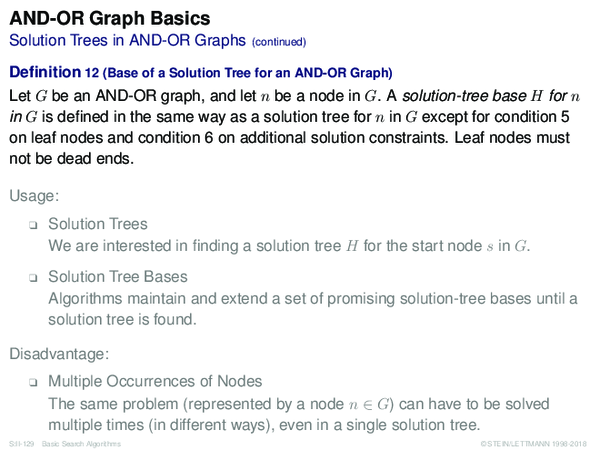 AND-OR Graph Basics
Solution Trees in AND-OR Graphs (continued)
Definition 12 (Base of a Solution Tree for an AND-OR Graph)
Let G be an AND-OR graph, and let n be a node in G. A solution-tree base H for n
in G is defined in the same way as a solution tree for n in G except for condition 5
on leaf nodes and condition 6 on additional solution constraints. Leaf nodes must
not be dead ends.
Usage:
❏ Solution Trees
We are interested in finding a solution tree H for the start node s in G.
❏ Solution Tree Bases
Algorithms maintain and extend a set of promising solution-tree bases until a
solution tree is found.
Disadvantage:
❏ Multiple Occurrences of Nodes
The same problem (represented by a node n ∈ G) can have to be solved
multiple times (in different ways), even in a single solution tree.
S:II-129 Basic Search Algorithms ©STEIN/LETTMANN 1998-2018